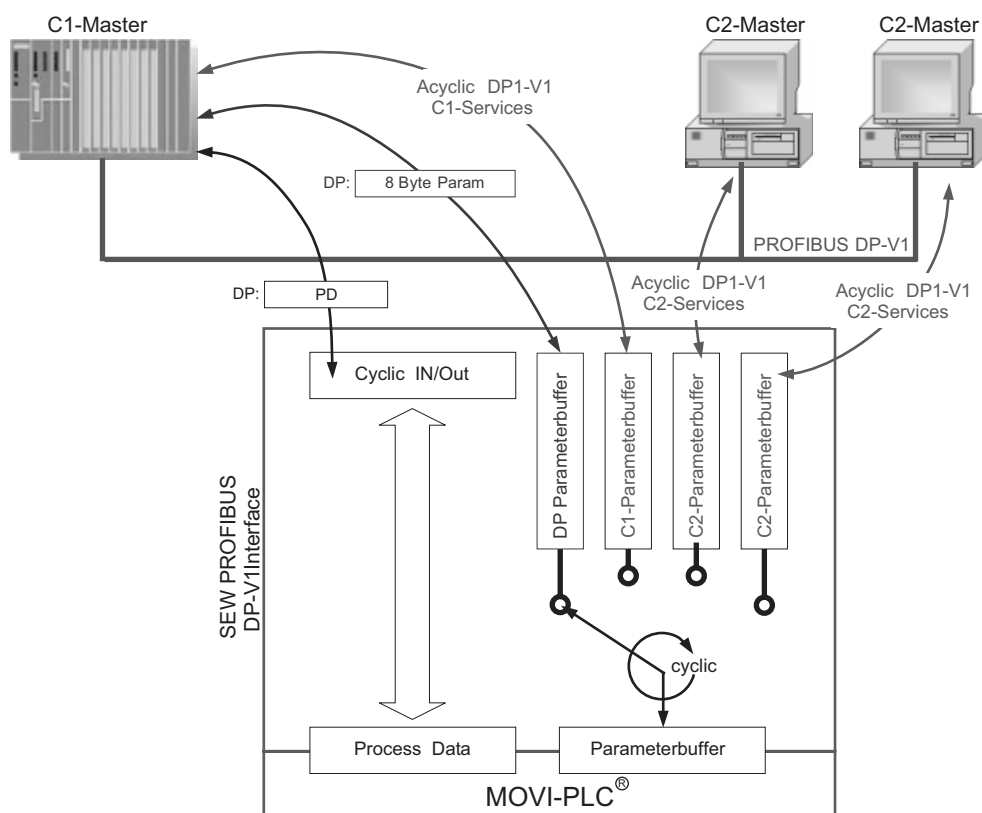 C1-Master
C2-Master
C2-Master
Acyclic DP1-V1
C1-Services
DP:
8 Byte Param
PROFIBUS DP-V1
DP:
PD
Acyclic DP1-V1
C2-Services
Acyclic DP1-V1
C2-Services
Cyclic IN/Out
DP Parameterbuffer
C1-Parameterbuffer
C2-Parameterbuffer
C2-Parameterbuffer
SEW PROFIBUS
DP-V1Interface
cyclic
Process Data
Parameterbuffer
MOVI-PLC®